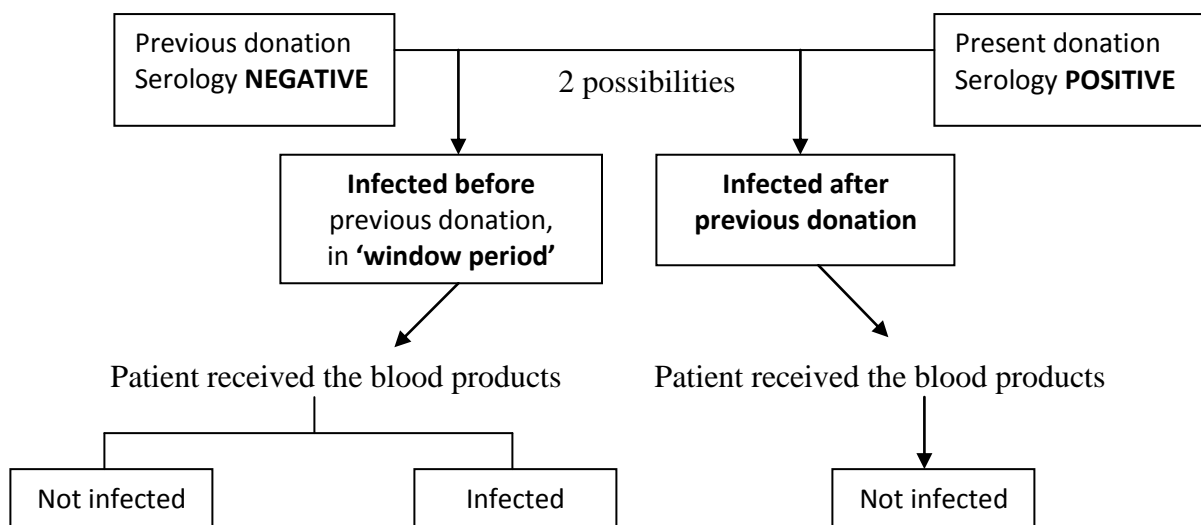 Previous donation
Serology NEGATIVE
2 possibilities
Present donation
Serology POSITIVE
Infected before
previous donation,
in ‘window period’
Infected after
previous donation
Patient received the blood products
Patient received the blood products
Not infected
Infected
Not infected